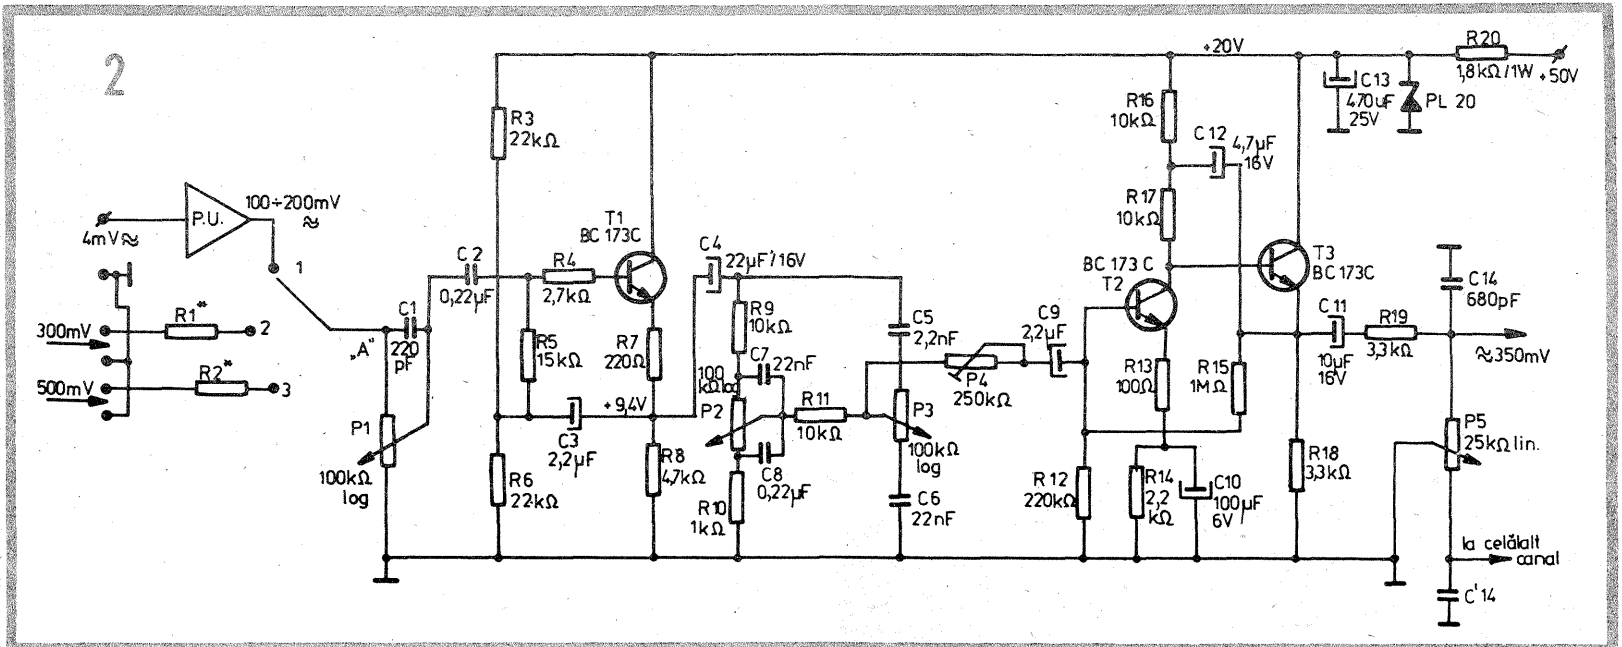 2
+20V
R20
1,8kΩ/1W
+50V
C13
470uF
25V
PL 20
R16
10kΩ
C12
4,7µF
16V
R3
22kΩ
R17
10kΩ
P.U.
100÷200mV
≈
4mV≈
1
C2
0,22µF
R4
2,7kΩ
T1
BC 173C
C4
22µF/16V
BC 173 C
T2
T3
BC 173C
C14
680pF
300mV
R1*
2
„A”
C1
220
pF
R5
15kΩ
R7
220Ω
R9
10kΩ
C5
2,2nF
C9
2,2µF
C11
10µF
16V
R19
3,3kΩ
≈350mV
500mV
R2*
3
C7
22nF
100
kΩlog
P4
250kΩ
R13
100Ω
R15
1MΩ
P1
100kΩ
log
C3
2,2µF
+9,4V
P2
R11
10kΩ
P3
100kΩ
log
P5
25kΩ lin.
R6
22kΩ
R8
4,7kΩ
C8
0,22µF
R10
1kΩ
C6
22nF
R12
220kΩ
R14
2,2
kΩ
C10
100µF
6V
R18
3,3kΩ
la celălalt
canal
C'14